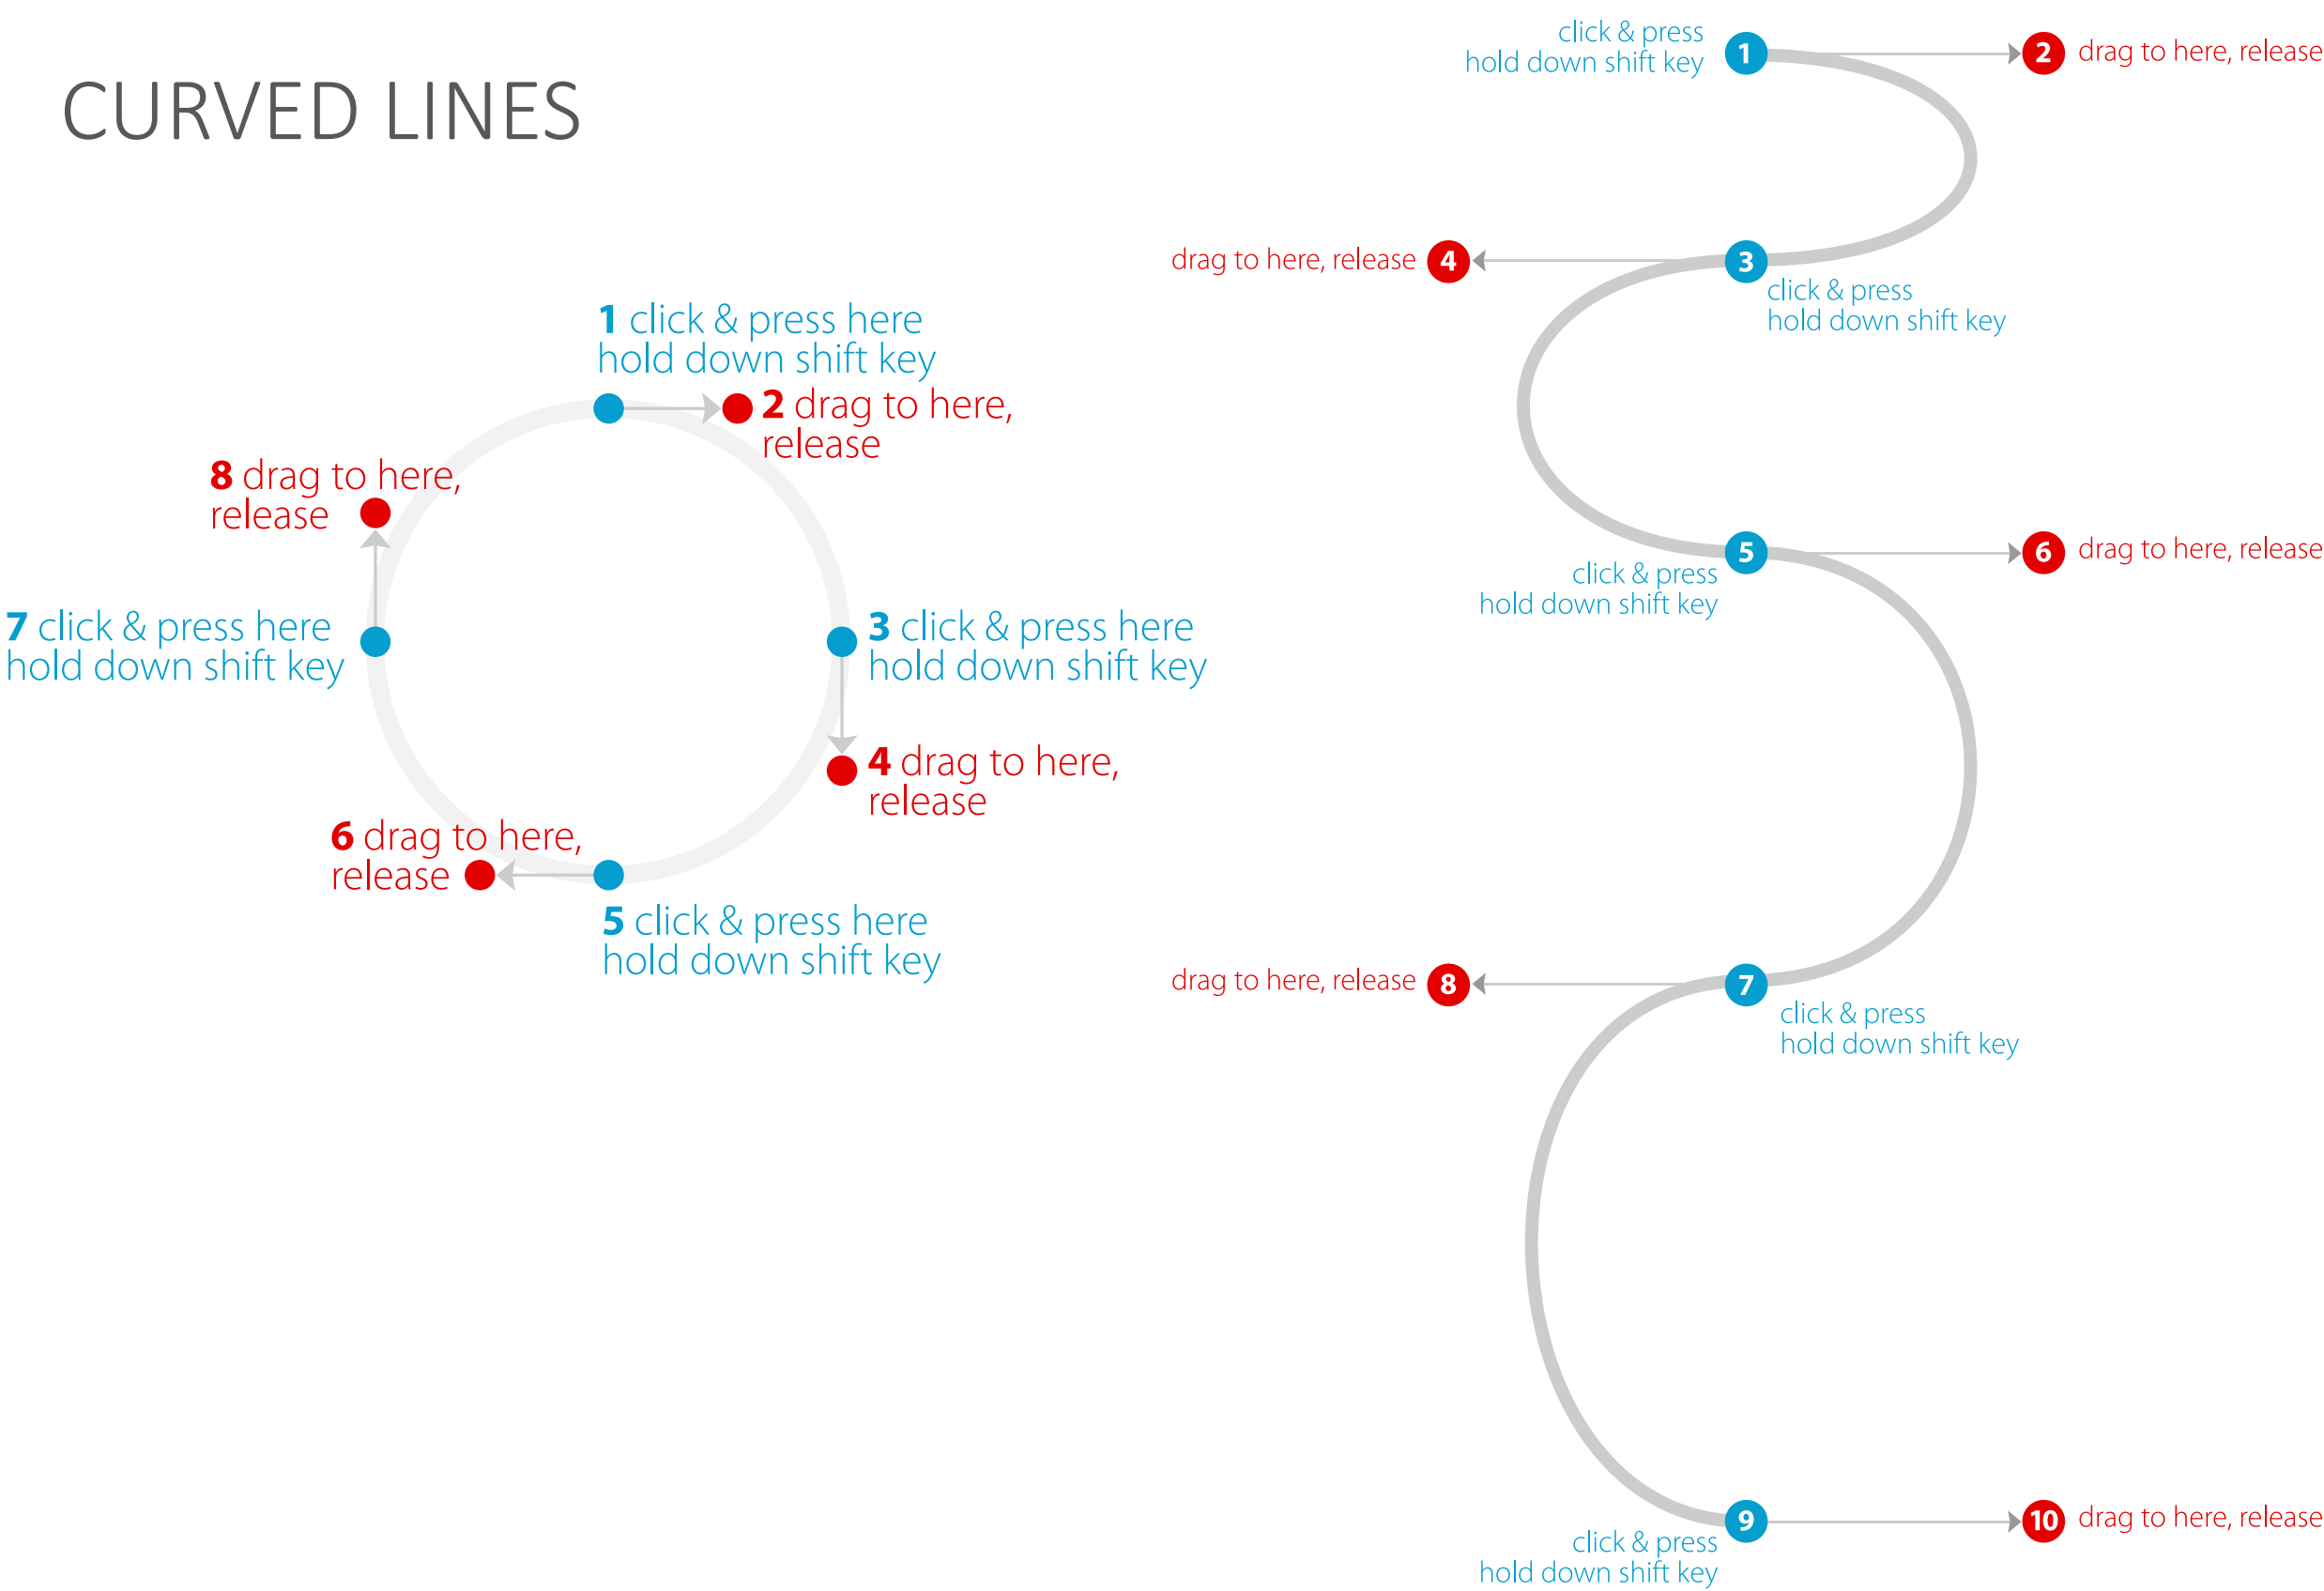 CURVED LINES
1 click & press here
hold down shift key
2 drag to here,
release
3 click & press here
hold down shift key
4 drag to here,
release
5 click & press here
hold down shift key
6 drag to here,
release
7 click & press here
hold down shift key
8 drag to here,
release
click & press
hold down shift key
1
2
drag to here, release
3
click & press
hold down shift key
4
drag to here, release
5
click & press
hold down shift key
6
drag to here, release
7
click & press
hold down shift key
8
drag to here, release
9
click & press
hold down shift key
10
drag to here, release